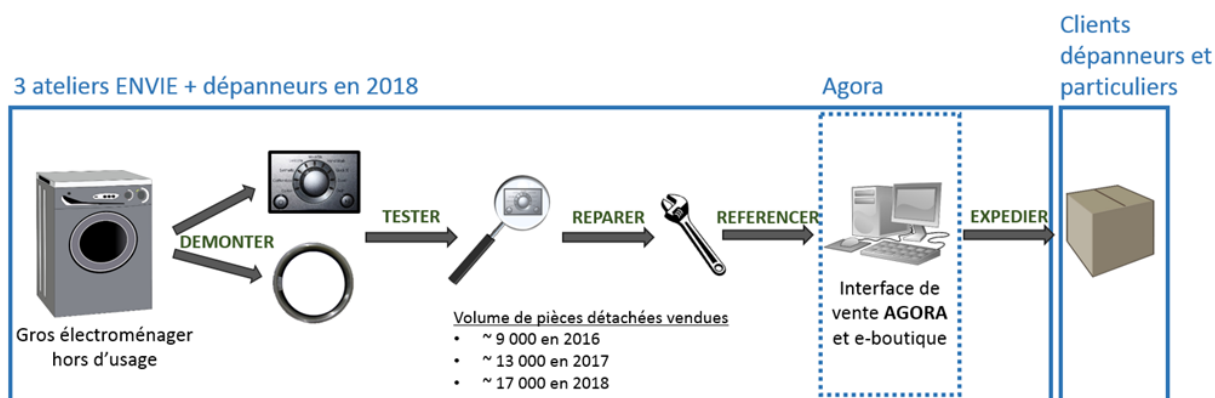 Clients
dépanneurs et
particuliers
3 ateliers ENVIE + dépanneurs en 2018
Agora
DEMONTER
TESTER
REPARER
REFERENCER
EXPEDIER
Gros électroménager
hors d'usage
Volume de pièces détachées vendues
• ~ 9 000 en 2016
• ~ 13 000 en 2017
• ~ 17 000 en 2018
Interface de
vente AGORA
et e-boutique